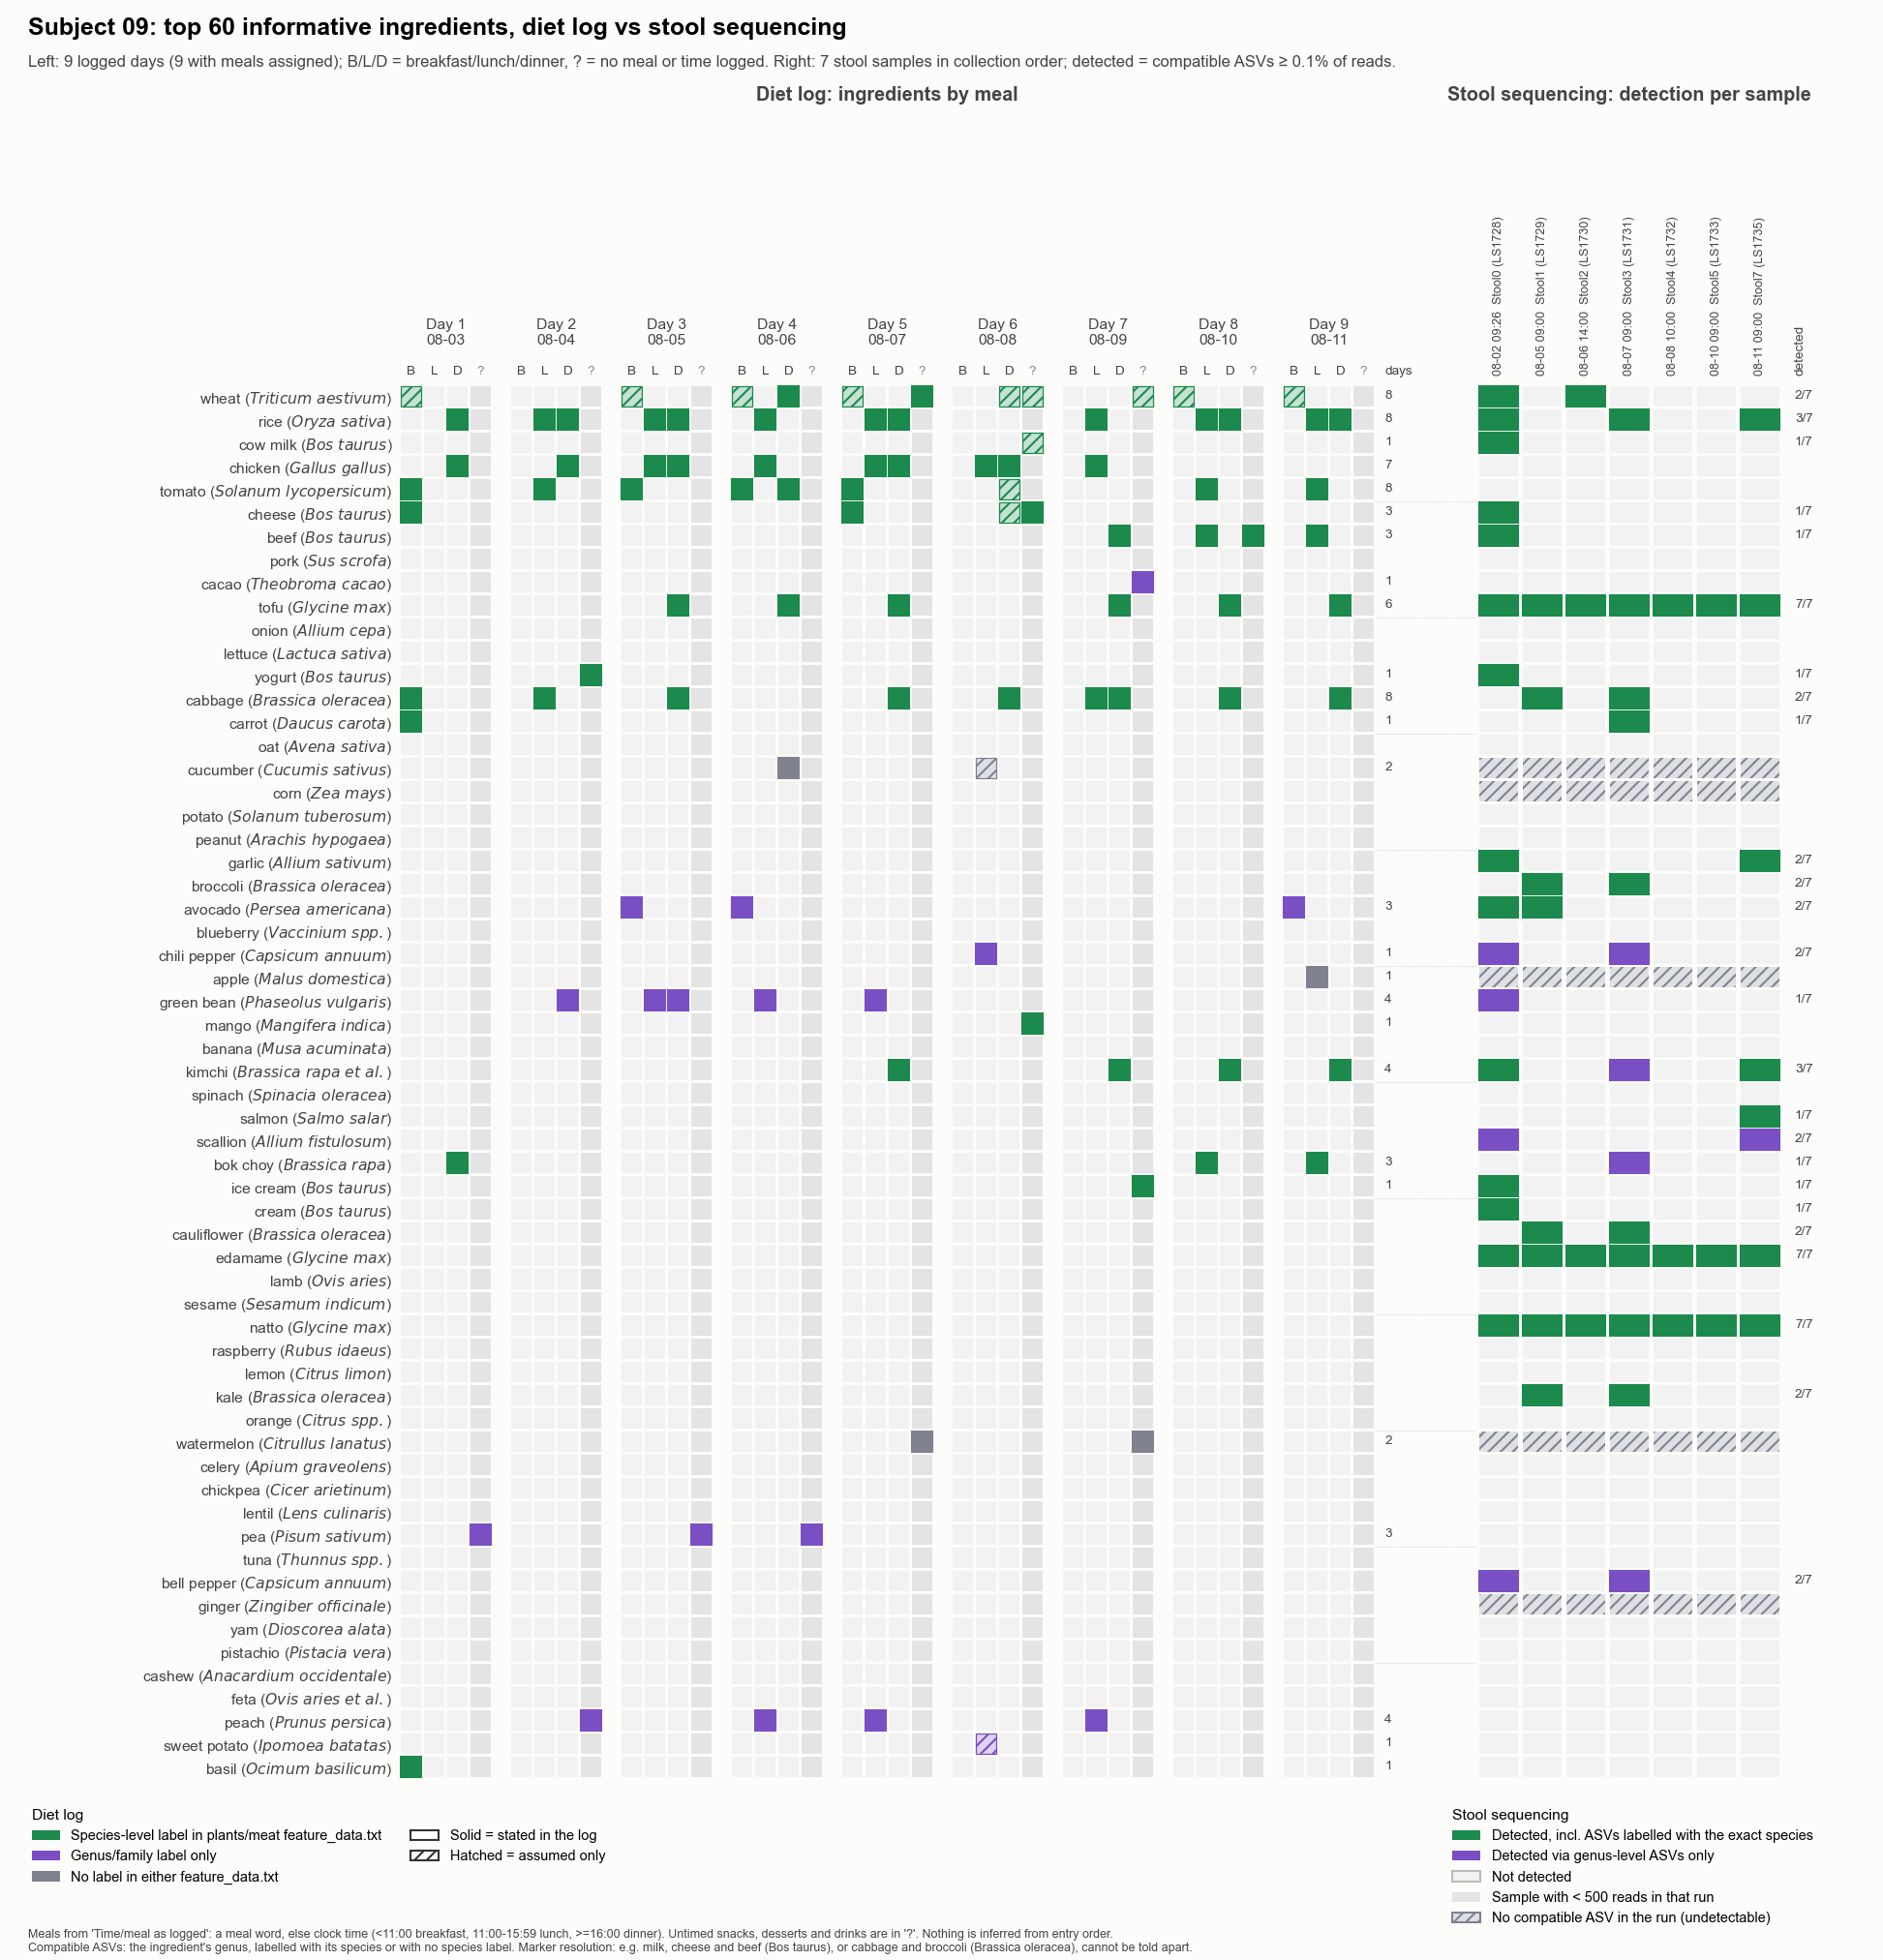 Subject 09: top 60 informative ingredients, diet log vs stool sequencing
Left: 9 logged days (9 with meals assigned); B/L/D = breakfast/lunch/dinner, ? = no meal or time logged. Right: 7 stool samples in collection order; detected = compatible ASVs ≥ 0.1% of reads.
Diet log: ingredients by meal
Stool sequencing: detection per sample
08-02 09:26 Stool0 (LS1728)
08-05 09:00 Stool1 (LS1729)
08-06 14:00 Stool2 (LS1730)
08-07 09:00 Stool3 (LS1731)
08-08 10:00 Stool4 (LS1732)
08-10 09:00 Stool5 (LS1733)
08-11 09:00 Stool7 (LS1735)
detected
Day 1 Day 2 Day 3 Day 4 Day 5 Day 6 Day 7 Day 8 Day 9
08-03 08-04 08-05 08-06 08-07 08-08 08-09 08-10 08-11
B L D ? B L D ? B L D ? B L D ? B L D ? B L D ? B L D ? B L D ? B L D ? days
wheat (Triticum aestivum) 8 2/7
rice (Oryza sativa) 8 3/7
cow milk (Bos taurus) 1 1/7
chicken (Gallus gallus) 7
tomato (Solanum lycopersicum) 8
cheese (Bos taurus) 3 1/7
beef (Bos taurus) 3 1/7
pork (Sus scrofa)
cacao (Theobroma cacao) 1
tofu (Glycine max) 6 7/7
onion (Allium cepa)
lettuce (Lactuca sativa)
yogurt (Bos taurus) 1 1/7
cabbage (Brassica oleracea) 8 2/7
carrot (Daucus carota) 1 1/7
oat (Avena sativa)
cucumber (Cucumis sativus) 2
corn (Zea mays)
potato (Solanum tuberosum)
peanut (Arachis hypogaea)
garlic (Allium sativum) 2/7
broccoli (Brassica oleracea) 2/7
avocado (Persea americana) 3 2/7
blueberry (Vaccinium spp. )
chili pepper (Capsicum annuum) 1 2/7
apple (Malus domestica) 1
green bean (Phaseolus vulgaris) 4 1/7
mango (Mangifera indica) 1
banana (Musa acuminata)
kimchi (Brassica rapa et al. ) 4 3/7
spinach (Spinacia oleracea)
salmon (Salmo salar) 1/7
scallion (Allium fistulosum) 2/7
bok choy (Brassica rapa) 3 1/7
ice cream (Bos taurus) 1 1/7
cream (Bos taurus) 1/7
cauliflower (Brassica oleracea) 2/7
edamame (Glycine max) 7/7
lamb (Ovis aries)
sesame (Sesamum indicum)
natto (Glycine max) 7/7
raspberry (Rubus idaeus)
lemon (Citrus limon)
kale (Brassica oleracea) 2/7
orange (Citrus spp. )
watermelon (Citrullus lanatus) 2
celery (Apium graveolens)
chickpea (Cicer arietinum)
lentil (Lens culinaris)
pea (Pisum sativum) 3
tuna (Thunnus spp. )
bell pepper (Capsicum annuum) 2/7
ginger (Zingiber officinale)
yam (Dioscorea alata)
pistachio (Pistacia vera)
cashew (Anacardium occidentale)
feta (Ovis aries et al. )
peach (Prunus persica) 4
sweet potato (Ipomoea batatas) 1
basil (Ocimum basilicum) 1
Diet log
Species-level label in plants/meat feature_data.txt
Genus/family label only
No label in either feature_data.txt
Solid = stated in the log
Hatched = assumed only
Stool sequencing
Detected, incl. ASVs labelled with the exact species
Detected via genus-level ASVs only
Not detected
Sample with < 500 reads in that run
No compatible ASV in the run (undetectable)
Meals from 'Time/meal as logged': a meal word, else clock time (<11:00 breakfast, 11:00-15:59 lunch, >=16:00 dinner). Untimed snacks, desserts and drinks are in '?'. Nothing is inferred from entry order.
Compatible ASVs: the ingredient's genus, labelled with its species or with no species label. Marker resolution: e.g. milk, cheese and beef (Bos taurus), or cabbage and broccoli (Brassica oleracea), cannot be told apart.